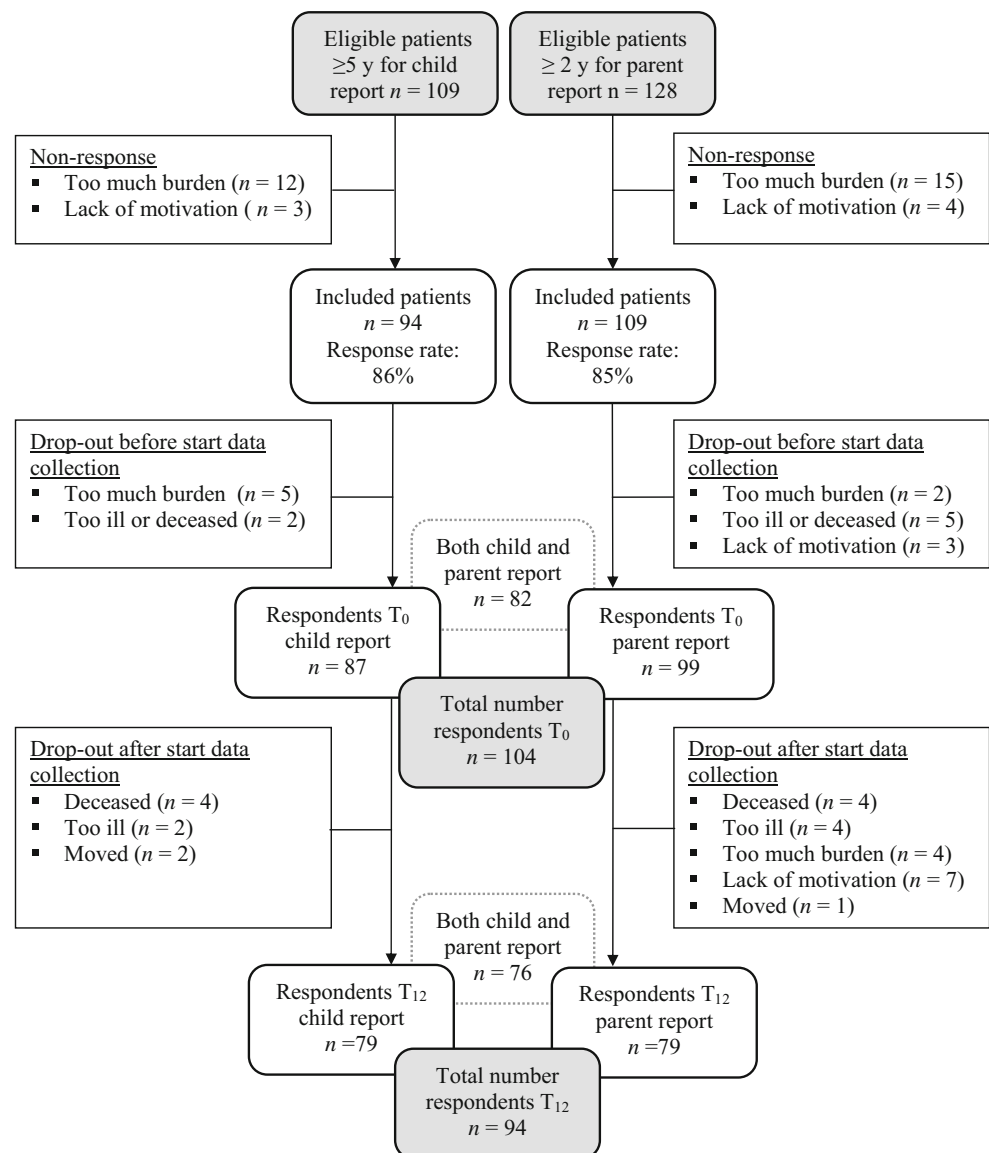 Eligible patients
≥5 y for child
report n = 109
Eligible patients
≥ 2 y for parent
report n = 128
Non-response
▪ Too much burden (n = 12)
▪ Lack of motivation ( n = 3)
Non-response
▪ Too much burden (n = 15)
▪ Lack of motivation (n = 4)
Included patients
n = 94
Response rate:
86%
Included patients
n = 109
Response rate:
85%
Drop-out before start data
collection
▪ Too much burden (n = 5)
▪ Too ill or deceased (n = 2)
Drop-out before start data
collection
▪ Too much burden (n = 2)
▪ Too ill or deceased (n = 5)
▪ Lack of motivation (n = 3)
Both child and
parent report
n = 82
Respondents T₀
child report
n = 87
Respondents T₀
parent report
n = 99
Total number
respondents T₀
n = 104
Drop-out after start data
collection
▪ Deceased (n = 4)
▪ Too ill (n = 2)
▪ Moved (n = 2)
Drop-out after start data
collection
▪ Deceased (n = 4)
▪ Too ill (n = 4)
▪ Too much burden (n = 4)
▪ Lack of motivation (n = 7)
▪ Moved (n = 1)
Both child and
parent report
n = 76
Respondents T₁₂
child report
n =79
Respondents T₁₂
parent report
n =79
Total number
respondents T₁₂
n = 94